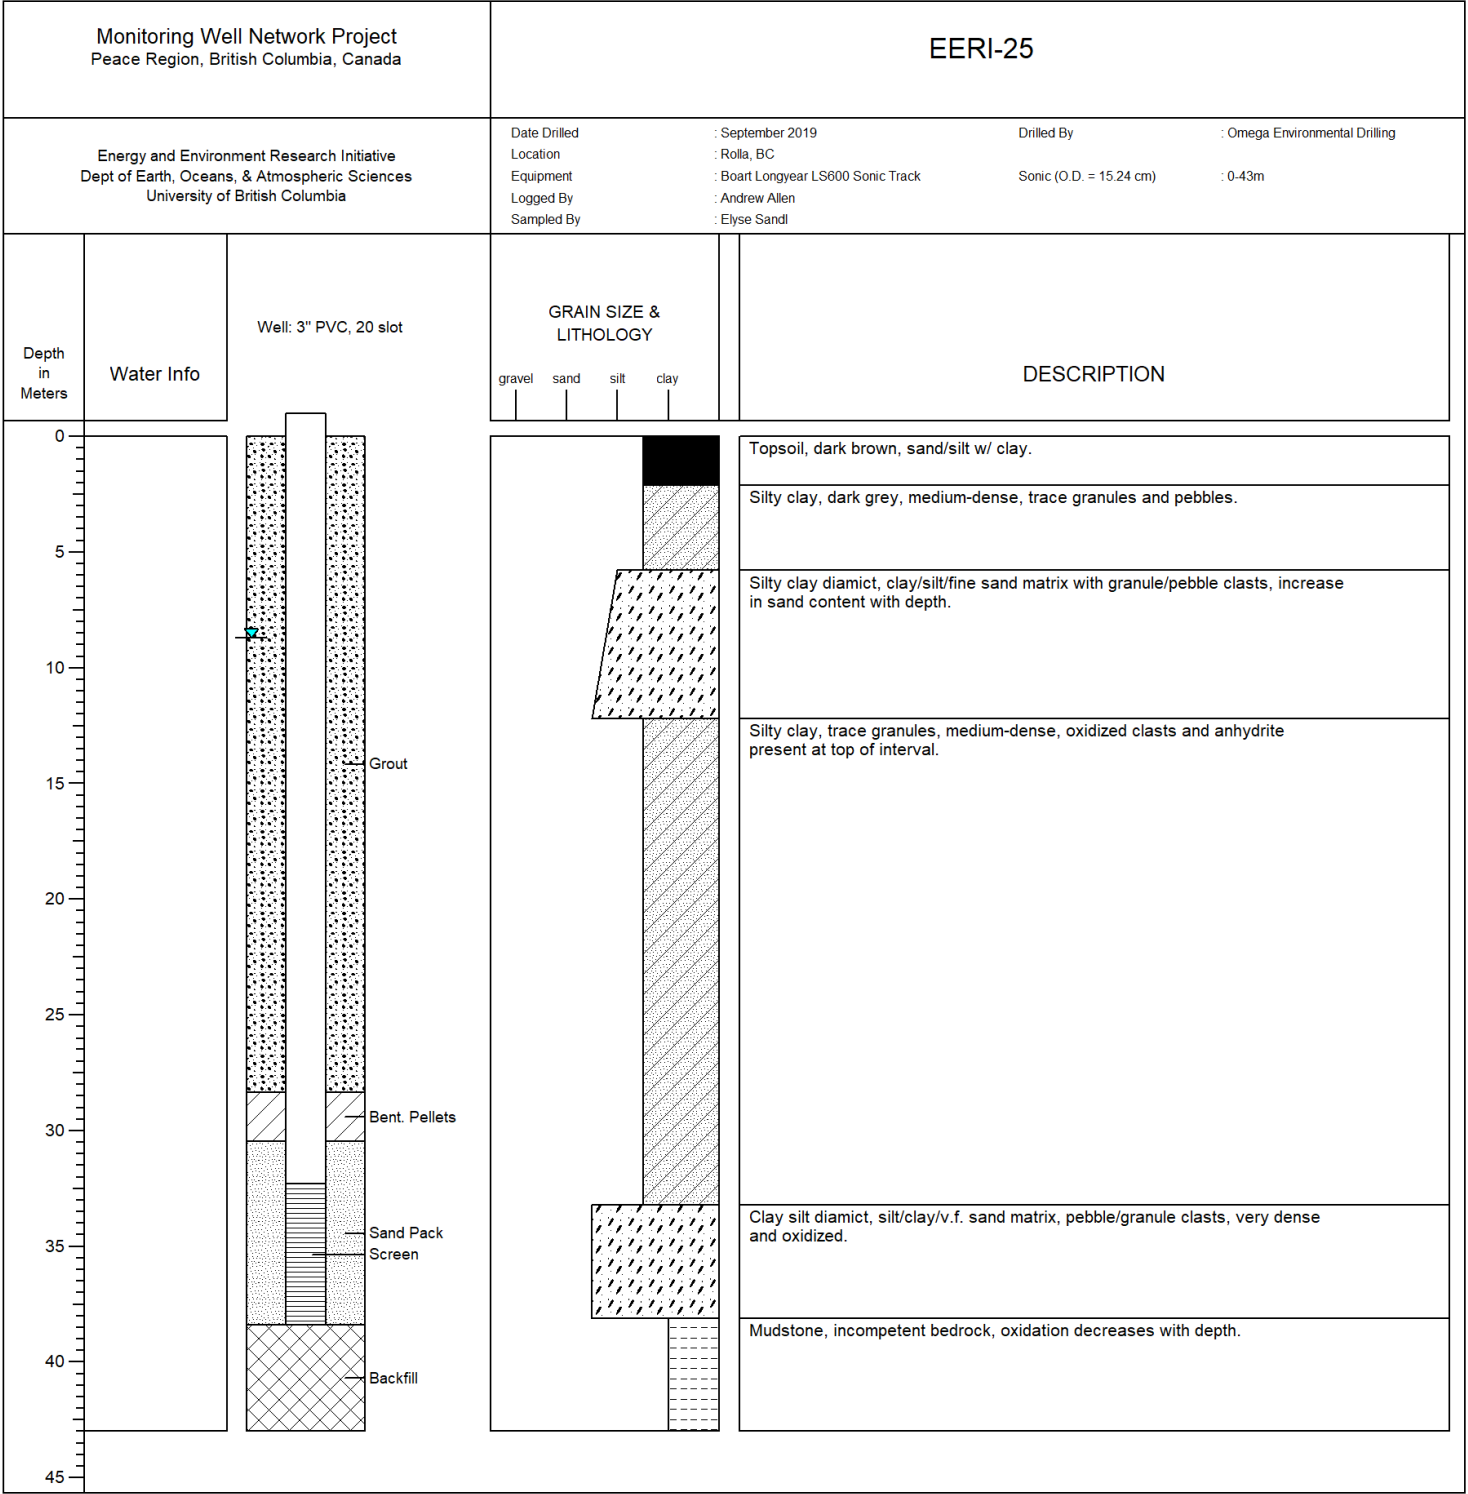 Monitoring Well Network Project
Peace Region, British Columbia, Canada
EERI-25
Energy and Environment Research Initiative
Dept of Earth, Oceans, & Atmospheric Sciences
University of British Columbia
Date Drilled : September 2019 Drilled By : Omega Environmental Drilling
Location : Rolla, BC
Equipment : Boart Longyear LS600 Sonic Track Sonic (O.D. = 15.24 cm) : 0-43m
Logged By : Andrew Allen
Sampled By : Elyse Sandl
Depth
in
Meters
Water Info
Well: 3" PVC, 20 slot
GRAIN SIZE &
LITHOLOGY
gravel sand silt clay
DESCRIPTION
0
5
10
15
20
25
30
35
40
45
Grout
Bent. Pellets
Sand Pack
Screen
Backfill
Topsoil, dark brown, sand/silt w/ clay.
Silty clay, dark grey, medium-dense, trace granules and pebbles.
Silty clay diamict, clay/silt/fine sand matrix with granule/pebble clasts, increase
in sand content with depth.
Silty clay, trace granules, medium-dense, oxidized clasts and anhydrite
present at top of interval.
Clay silt diamict, silt/clay/v.f. sand matrix, pebble/granule clasts, very dense
and oxidized.
Mudstone, incompetent bedrock, oxidation decreases with depth.